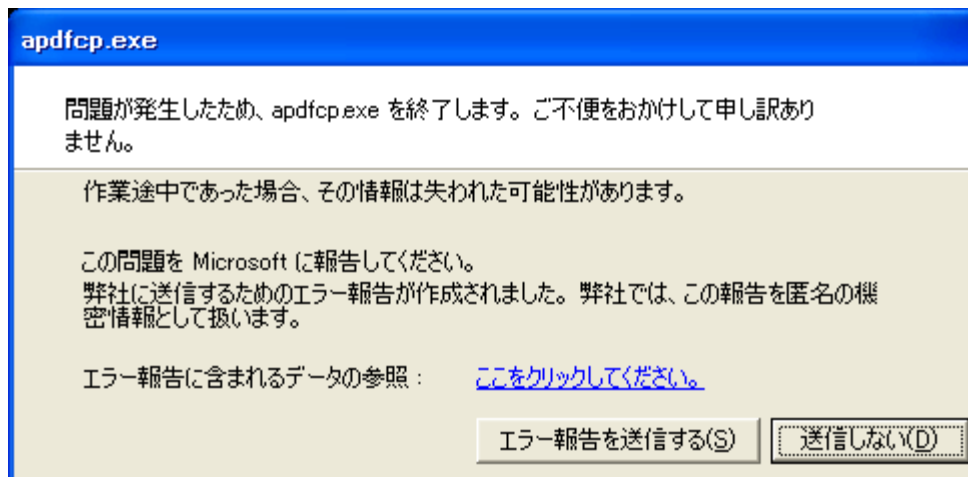 apdfcp.exe
問題が発生したため、apdfcp.exe を終了します。ご不便をおかけして申し訳あり
ません。
作業途中であった場合、その情報は失われた可能性があります。
この問題を Microsoft に報告してください。
弊社に送信するためのエラー報告が作成されました。弊社では、この報告を匿名の機
密情報として扱います。
エラー報告に含まれるデータの参照：　ここをクリックしてください。
エラー報告を送信する(S)　送信しない(D)